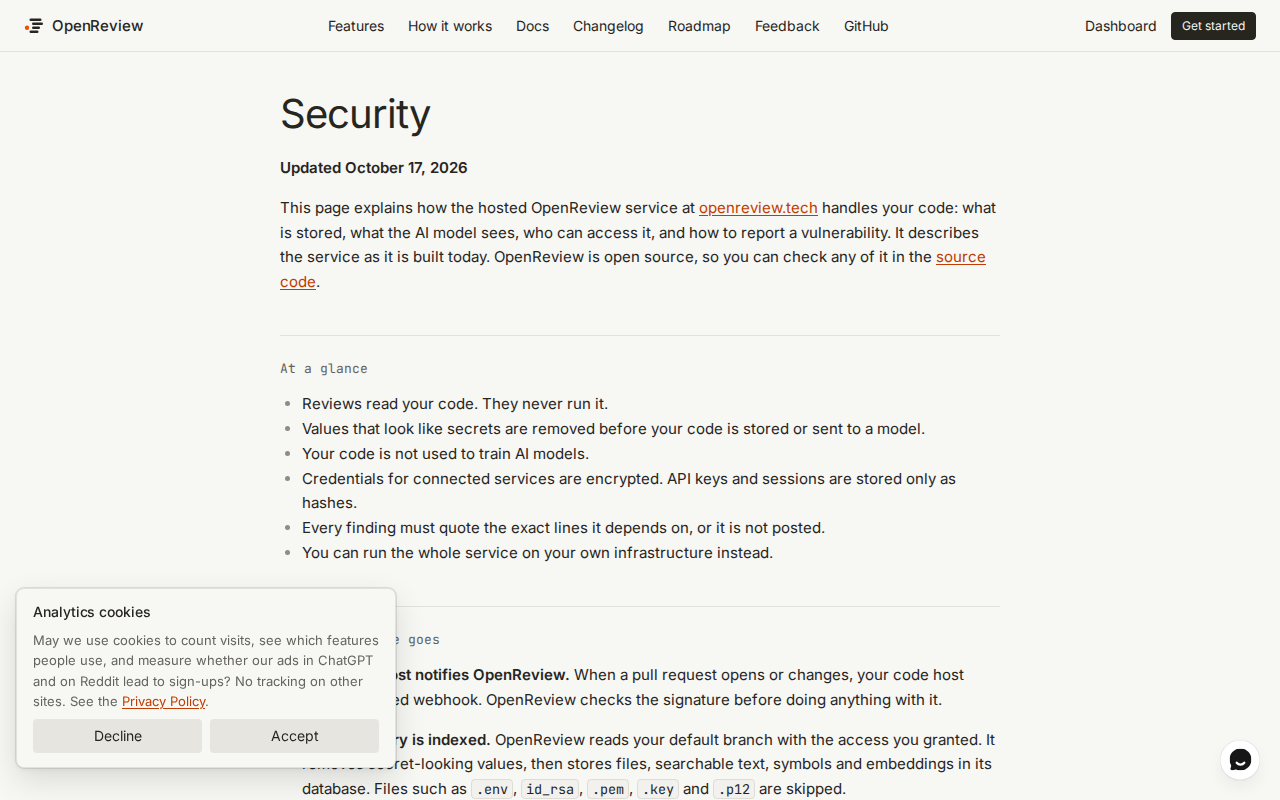 OpenReview
Features How it works Docs Changelog Roadmap Feedback GitHub
Dashboard Get started
Security
Updated October 17, 2026
This page explains how the hosted OpenReview service at openreview.tech handles your code: what
is stored, what the AI model sees, who can access it, and how to report a vulnerability. It describes
the service as it is built today. OpenReview is open source, so you can check any of it in the source
code.
At a glance
Reviews read your code. They never run it.
Values that look like secrets are removed before your code is stored or sent to a model.
Your code is not used to train AI models.
Credentials for connected services are encrypted. API keys and sessions are stored only as
hashes.
Every finding must quote the exact lines it depends on, or it is not posted.
You can run the whole service on your own infrastructure instead.
goes
notifies OpenReview. When a pull request opens or changes, your code host
webhook. OpenReview checks the signature before doing anything with it.
is indexed. OpenReview reads your default branch with the access you granted. It
secret-looking values, then stores files, searchable text, symbols and embeddings in its
database. Files such as .env, id_rsa, .pem, .key and .p12 are skipped.
Analytics cookies
May we use cookies to count visits, see which features
people use, and measure whether our ads in ChatGPT
and on Reddit lead to sign-ups? No tracking on other
sites. See the Privacy Policy.
Decline Accept